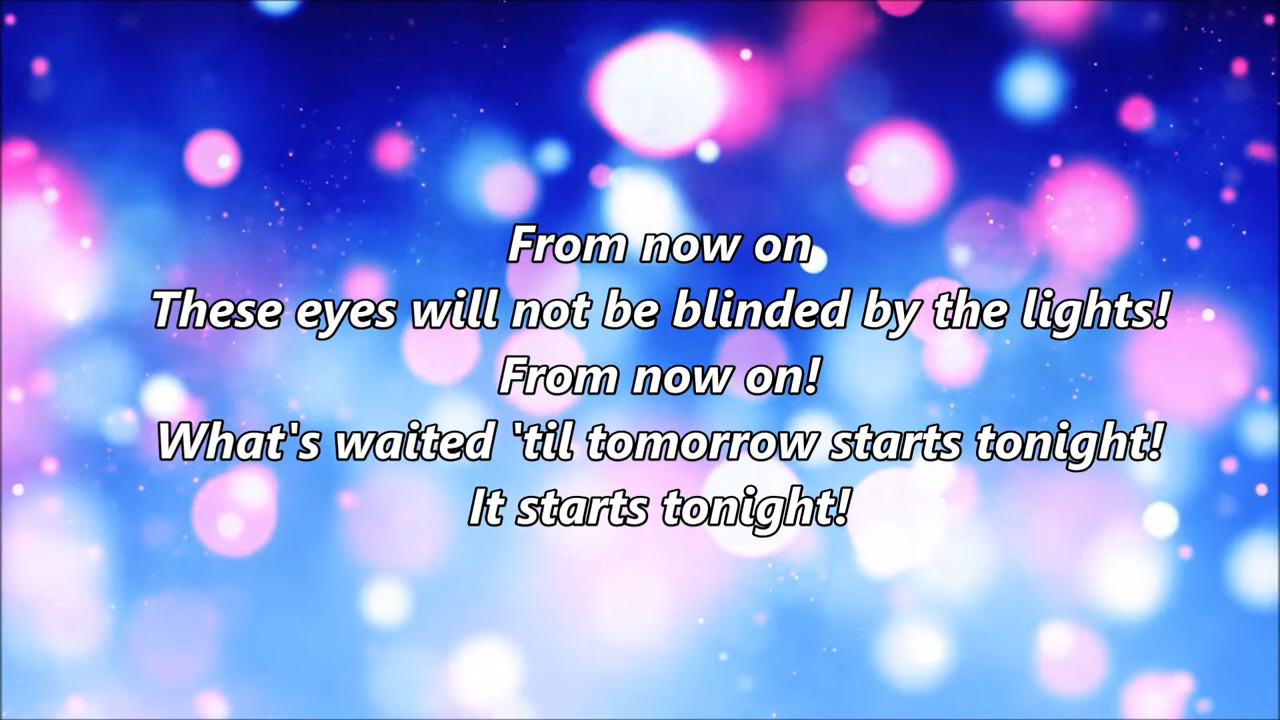 From now on
These eyes will not be blinded by the lights!
From now on!
What's waited `til tomorrow starts tonight!
It starts tonight!